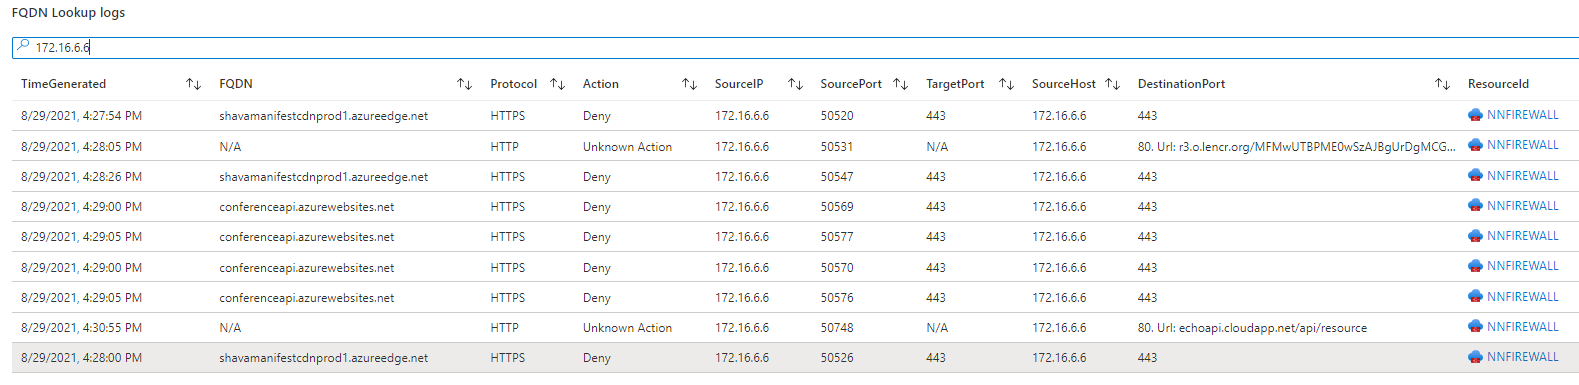 FQDN Lookup logs
172.16.6.6
TimeGenerated FQDN Protocol Action SourceIP SourcePort TargetPort SourceHost DestinationPort ResourceId
8/29/2021, 4:27:54 PM shavamanifestcdnprod1.azureedge.net HTTPS Deny 172.16.6.6 50520 443 172.16.6.6 443 NNFIREWALL
8/29/2021, 4:28:05 PM N/A HTTP Unknown Action 172.16.6.6 50531 N/A 172.16.6.6 80. Url: r3.o.lencr.org/MFMwUTBPME0wSzAJBgUrDgMCG... NNFIREWALL
8/29/2021, 4:28:26 PM shavamanifestcdnprod1.azureedge.net HTTPS Deny 172.16.6.6 50547 443 172.16.6.6 443 NNFIREWALL
8/29/2021, 4:29:00 PM conferenceapi.azurewebsites.net HTTPS Deny 172.16.6.6 50569 443 172.16.6.6 443 NNFIREWALL
8/29/2021, 4:29:05 PM conferenceapi.azurewebsites.net HTTPS Deny 172.16.6.6 50577 443 172.16.6.6 443 NNFIREWALL
8/29/2021, 4:29:00 PM conferenceapi.azurewebsites.net HTTPS Deny 172.16.6.6 50570 443 172.16.6.6 443 NNFIREWALL
8/29/2021, 4:29:05 PM conferenceapi.azurewebsites.net HTTPS Deny 172.16.6.6 50576 443 172.16.6.6 443 NNFIREWALL
8/29/2021, 4:30:55 PM N/A HTTP Unknown Action 172.16.6.6 50748 N/A 172.16.6.6 80. Url: echoapi.cloudapp.net/api/resource NNFIREWALL
8/29/2021, 4:28:00 PM shavamanifestcdnprod1.azureedge.net HTTPS Deny 172.16.6.6 50526 443 172.16.6.6 443 NNFIREWALL